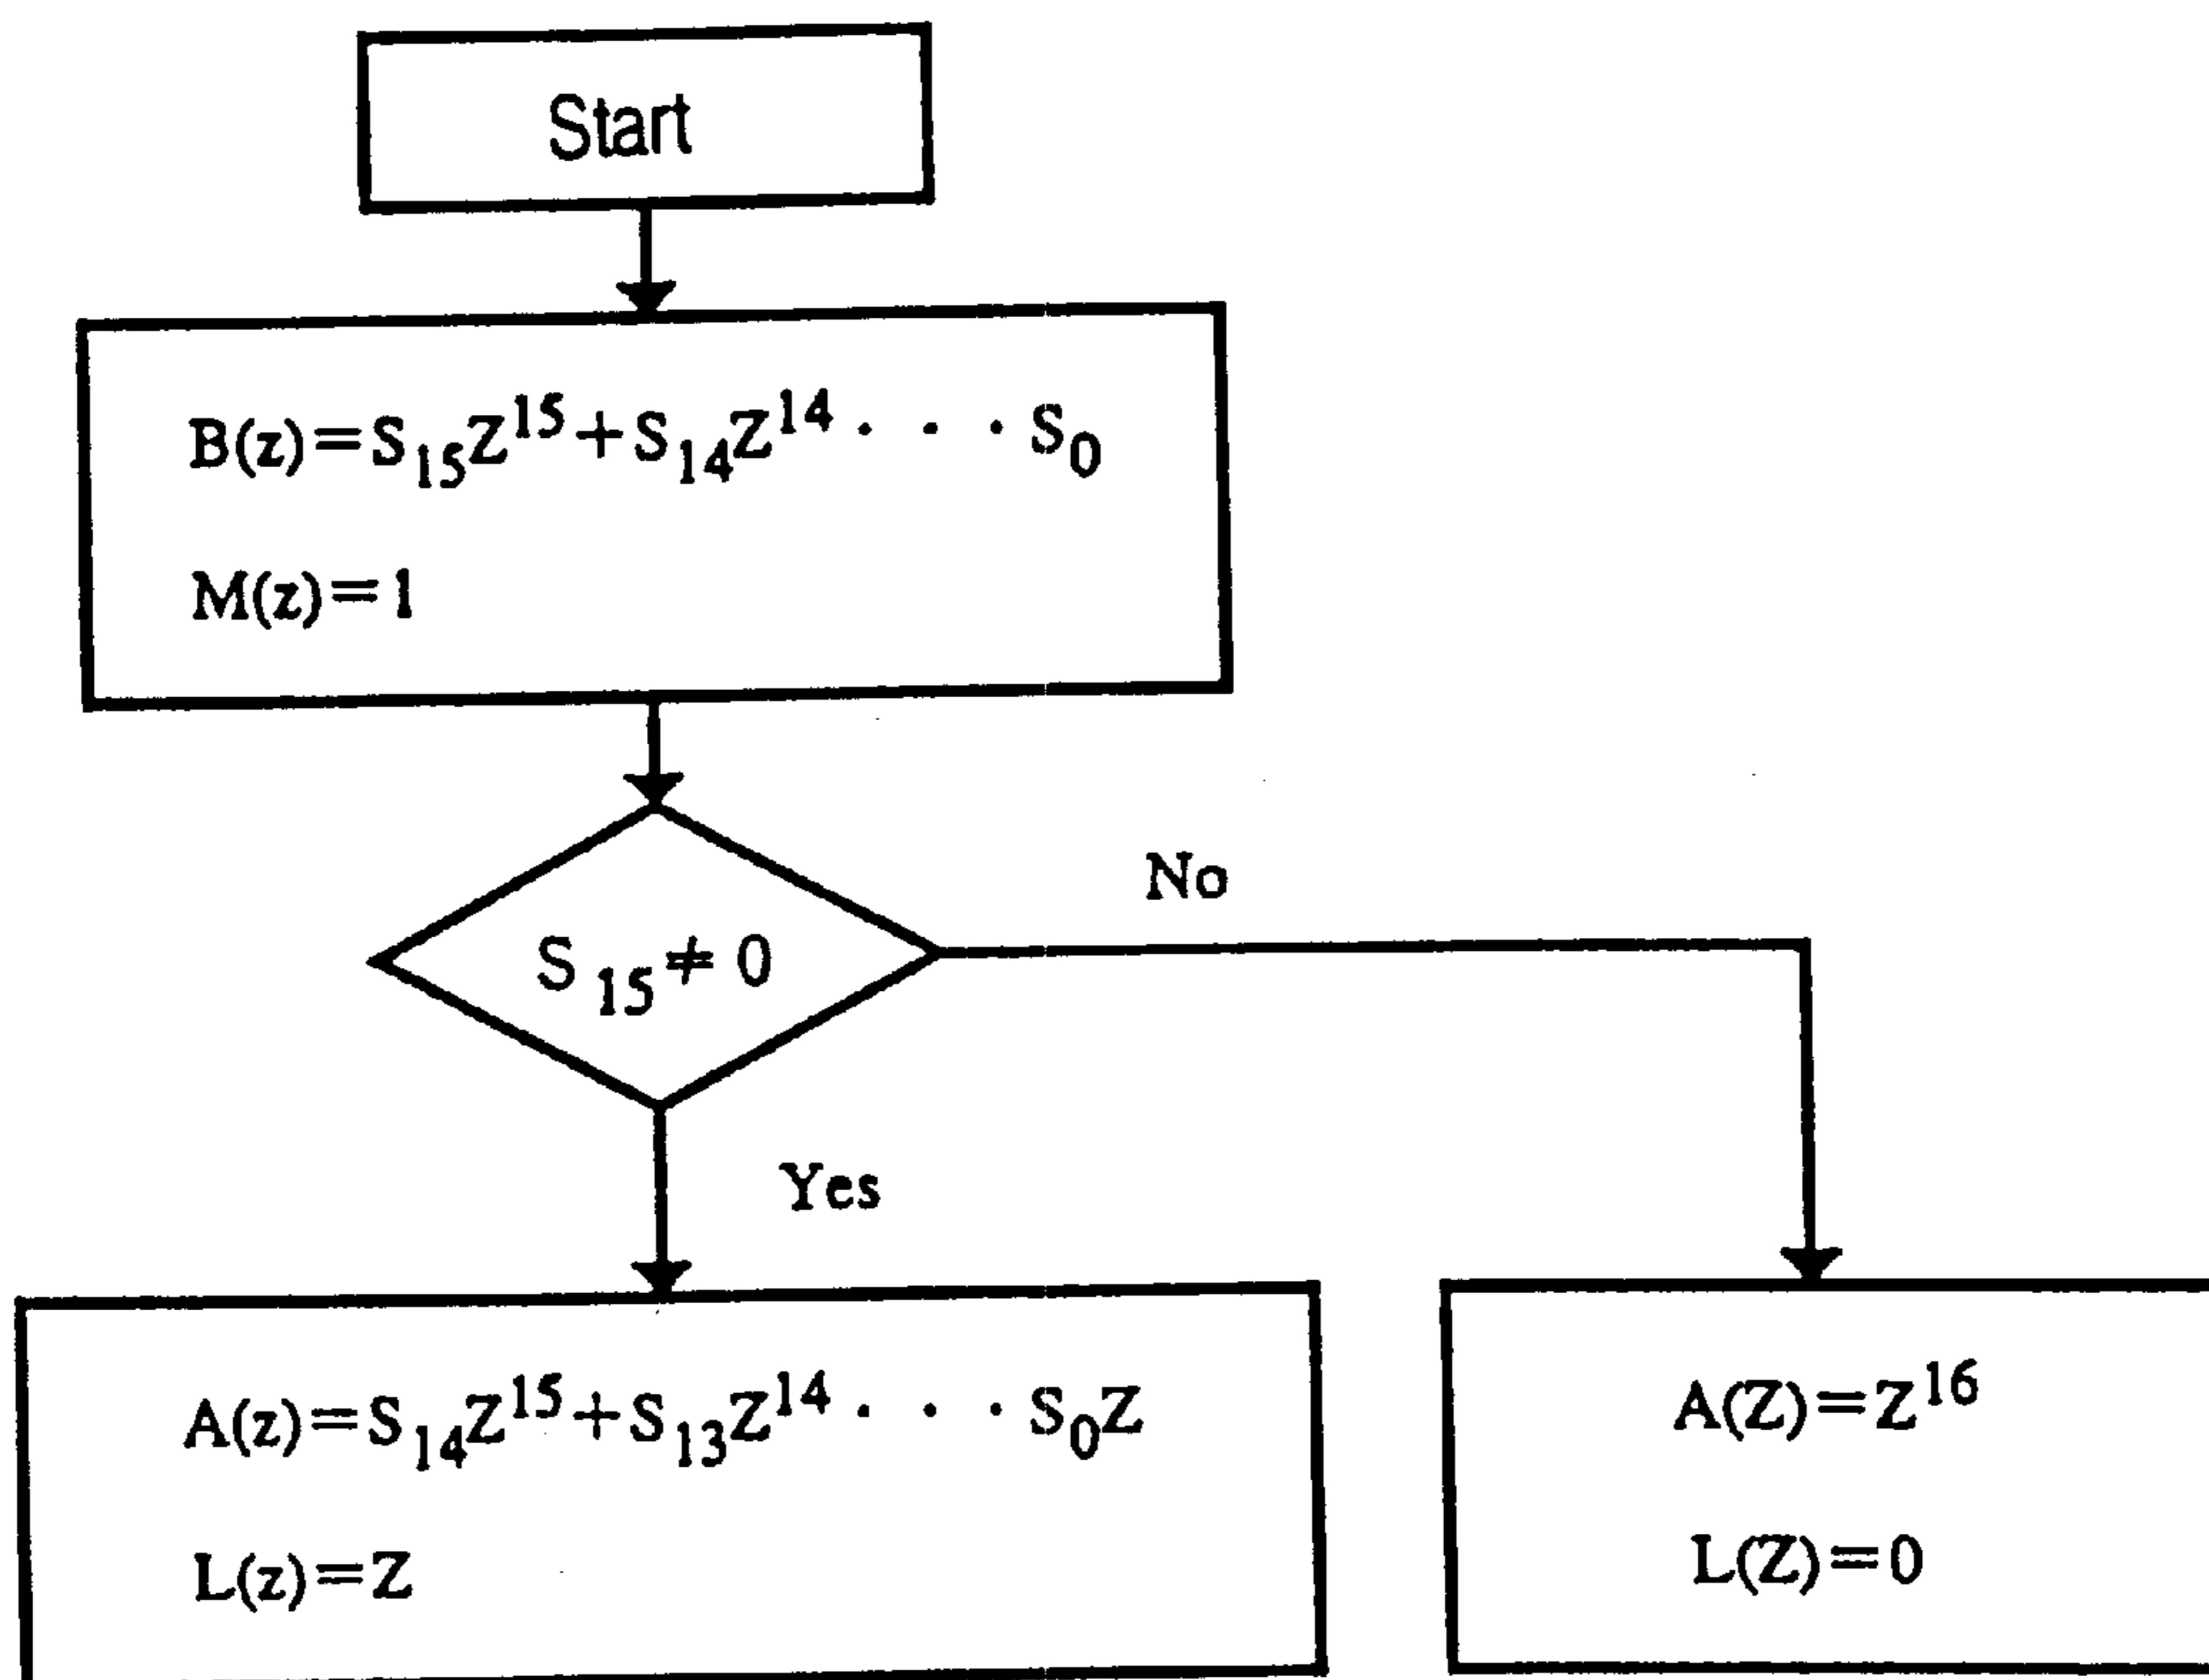 Start
B(z)=S₁₅Z¹⁵+S₁₄Z¹⁴· · ·S₀
M(z)=1
No
S₁₅≠0
Yes
A(z)=S₁₄Z¹⁵+S₁₃Z¹⁴· · ·S₀Z
L(z)=Z
A(Z)=Z¹⁶
L(Z)=0